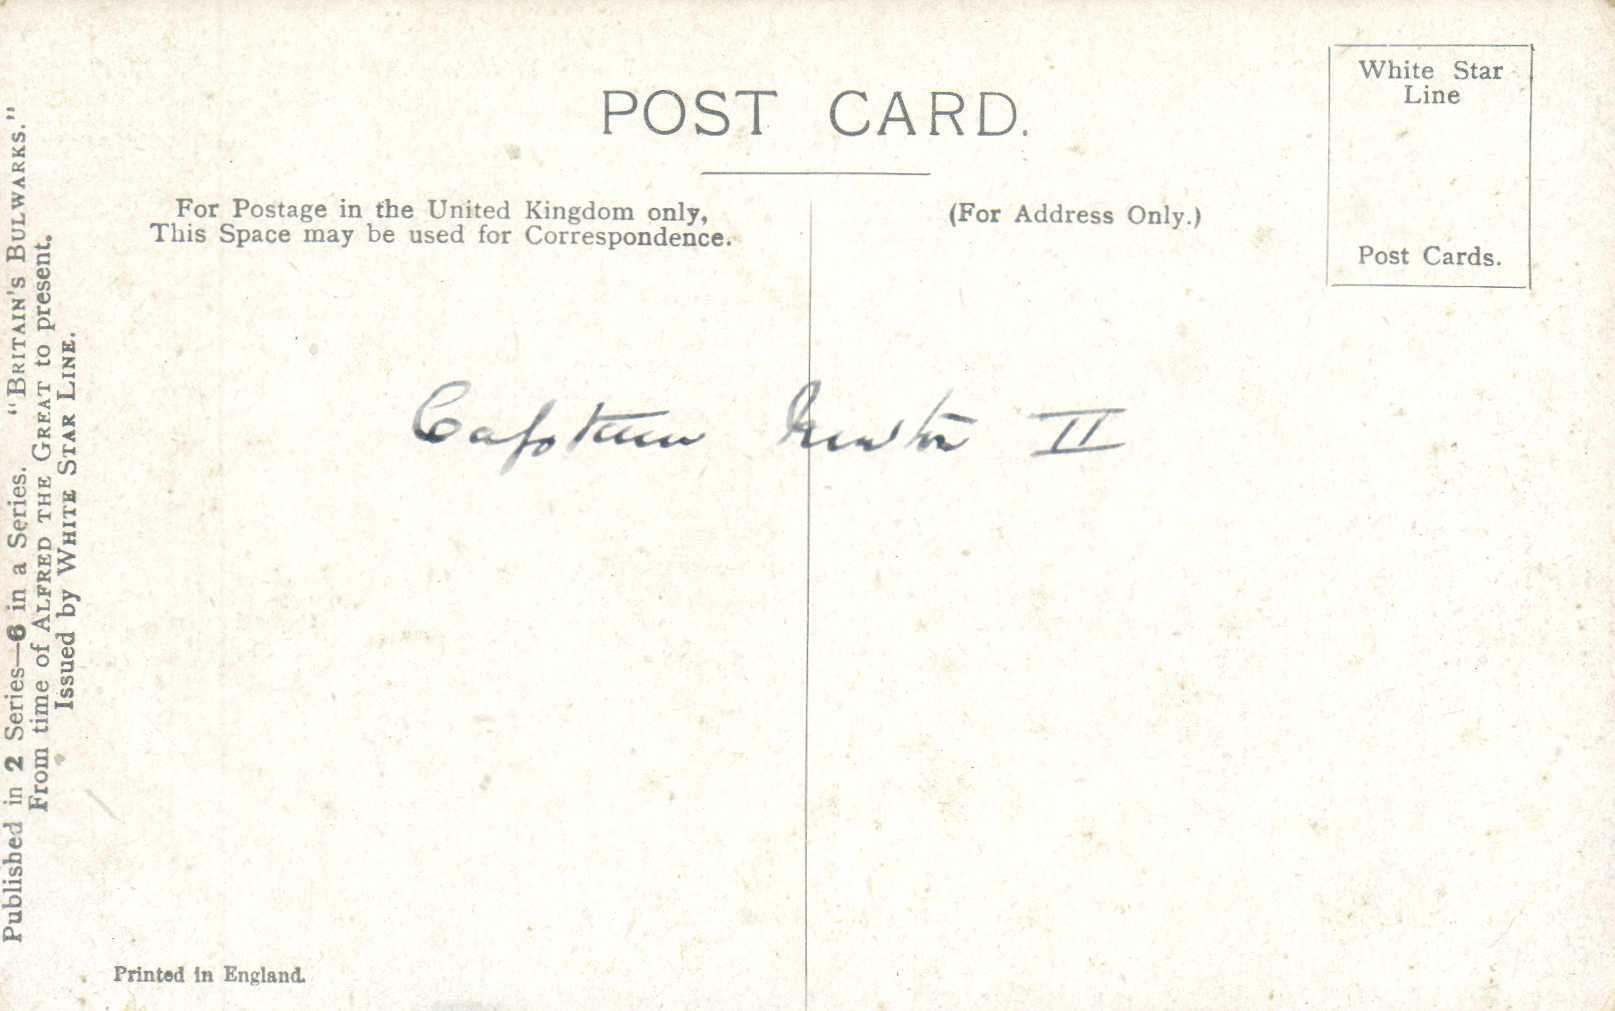 POST CARD.
White Star
Line
Post Cards.
For Postage in the United Kingdom only,
This Space may be used for Correspondence.
(For Address Only.)
Captain II
Published in 2 Series—6 in a Series. "BRITAIN'S BULWARKS."
From time of ALFRED THE GREAT to present.
Issued by WHITE STAR LINE.
Printed in England.